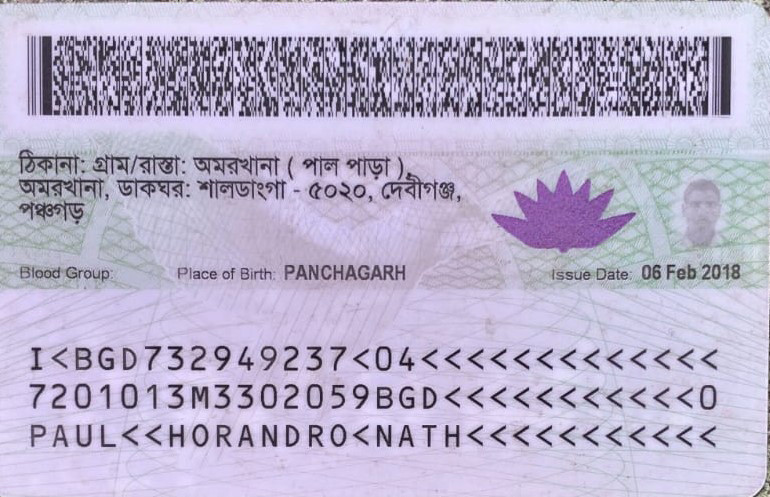 ঠিকানা: গ্রাম/রাস্তা: অমরখানা ( পাল পাড়া ),
অমরখানা, ডাকঘর: শালডাংগা - ৫০২০, দেবীগঞ্জ,
পঞ্চগড়
Blood Group: Place of Birth: PANCHAGARH Issue Date: 06 Feb 2018
I<BGD732949237<04<<<<<<<<<<<<<
7201013M3302059BGD<<<<<<<<<<<0
PAUL<<HORANDRO<NATH<<<<<<<<<<<